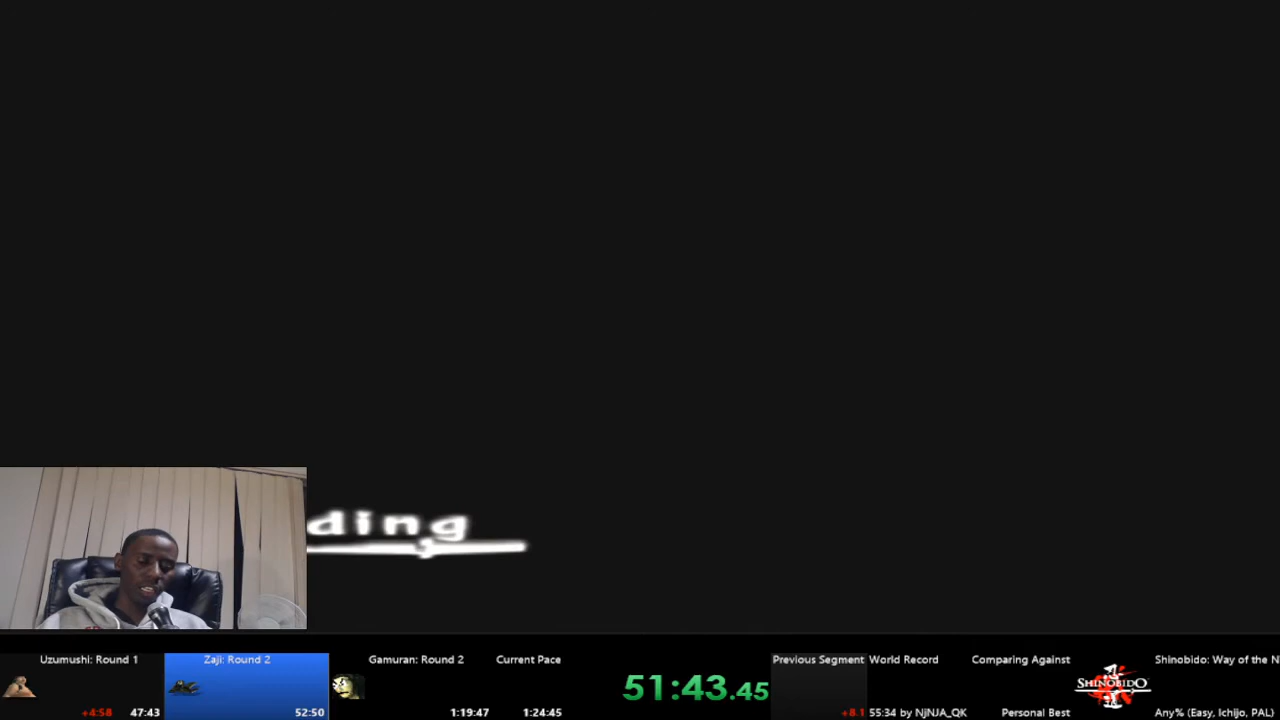 ding
Uzumushi: Round 1
+4:58 47:43
Zaji: Round 2
52:50
Gamuran: Round 2
1:19:47
Current Pace
1:24:45
51:43.45
Previous Segment
+8.1
World Record
55:34 by NjNJA_QK
Comparing Against
Personal Best
SHINOBIDO
Shinobido: Way of the N
Any% (Easy, Ichijo, PAL)